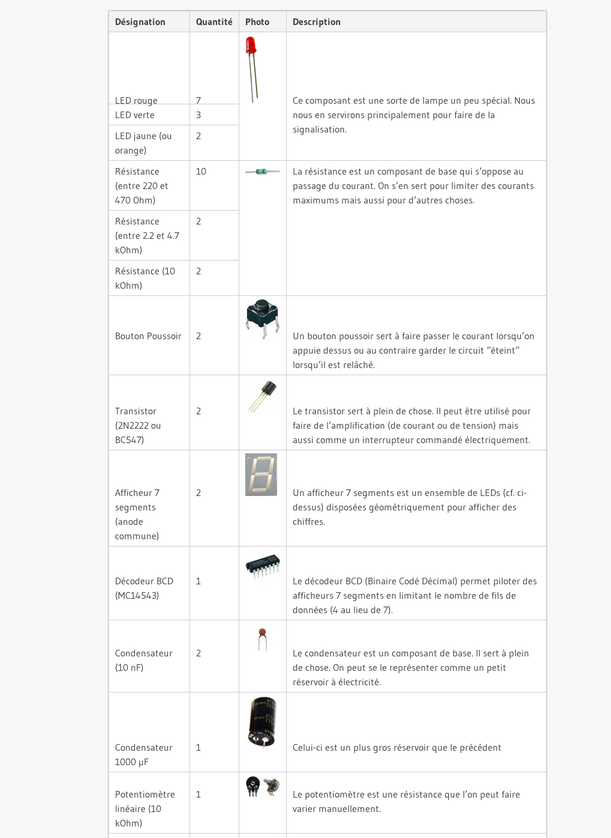 Désignation Quantité Photo Description
LED rouge 7 Ce composant est une sorte de lampe un peu spécial. Nous
LED verte 3 nous en servirons principalement pour faire de la
signalisation.
LED jaune (ou 2
orange)
Résistance 10 La résistance est un composant de base qui s’oppose au
(entre 220 et passage du courant. On s’en sert pour limiter des courants
470 Ohm) maximums mais aussi pour d’autres choses.
Résistance 2
(entre 2.2 et 4.7
kOhm)
Résistance (10 2
kOhm)
Bouton Poussoir 2 Un bouton poussoir sert à faire passer le courant lorsqu’on
appuie dessus ou au contraire garder le circuit “éteint”
lorsqu’il est relâché.
Transistor 2 Le transistor sert à plein de chose. Il peut être utilisé pour
(2N2222 ou faire de l’amplification (de courant ou de tension) mais
BC547) aussi comme un interrupteur commandé électriquement.
Afficheur 7 2 Un afficheur 7 segments est un ensemble de LEDs (cf. ci-
segments dessus) disposées géométriquement pour afficher des
(anode chiffres.
commune)
Décodeur BCD 1 Le décodeur BCD (Binaire Codé Décimal) permet piloter des
(MC14543) afficheurs 7 segments en limitant le nombre de fils de
données (4 au lieu de 7).
Condensateur 2 Le condensateur est un composant de base. Il sert à plein
(10 nF) de chose. On peut se le représenter comme un petit
réservoir à électricité.
Condensateur 1 Celui-ci est un plus gros réservoir que le précédent
1000 µF
Potentiomètre 1 Le potentiomètre est une résistance que l’on peut faire
linéaire (10 varier manuellement.
kOhm)